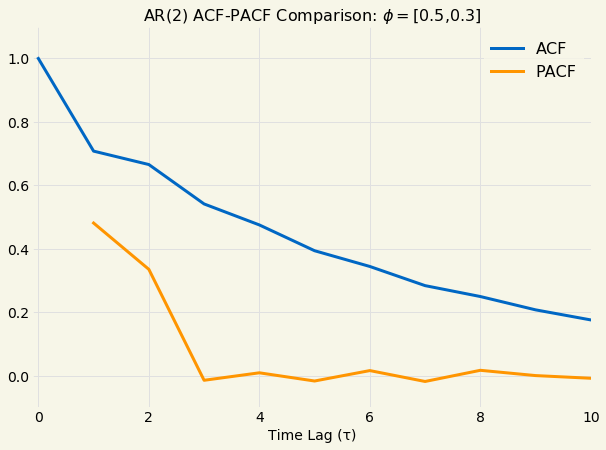 AR(2) ACF-PACF Comparison: ϕ = [0.5,0.3]
ACF
PACF
1.0
0.8
0.6
0.4
0.2
0.0
0 2 4 6 8 10
Time Lag (τ)